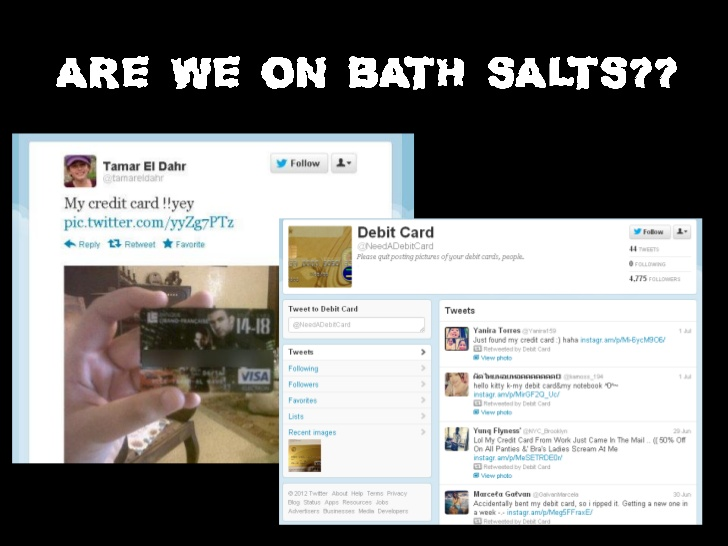 ARE WE ON BATH SALTS??
Tamar El Dahr
@tamareldahr
Follow
My credit card !!yey
pic.twitter.com/yyZg7PTz
Reply Retweet Favorite
BANQUE
LIBANO-FRANÇAISE
14-18
VISA
Debit Card
@NeedADebitCard
Please quit posting pictures of your debit cards, people.
Follow
44 TWEETS
0 FOLLOWING
4,775 FOLLOWERS
Tweet to Debit Card
@NeedADebitCard
Tweets
Following
Followers
Favorites
Lists
Recent images
© 2012 Twitter About Help Terms Privacy
Blog Status Apps Resources Jobs
Advertisers Businesses Media Developers
Tweets
Yanira Torres 1 Jul
Just found my credit card :) haha instagr.am/p/Mi-6ycM9O6/
Retweeted by Debit Card
View photo
1 Jul
hello kitty k-my debit card&my notebook
instagr.am/p/MirGF2Q_Uc/
Retweeted by Debit Card
View photo
Yung Flyness' @NYC_Brooklyn 29 Jun
Lol My Credit Card From Work Just Came In The Mail .. (( 50% Off
On All Panties &' Bra's Ladies Scream At Me
instagr.am/p/MeSETRDE0r/
Retweeted by Debit Card
View photo
Marcela Galvan @GalvanMarcela 30 Jun
Accidentally bent my debit card, so i ripped it. Getting a new one in
a week -.- instagr.am/p/Meg5FFraxE/
Retweeted by Debit Card